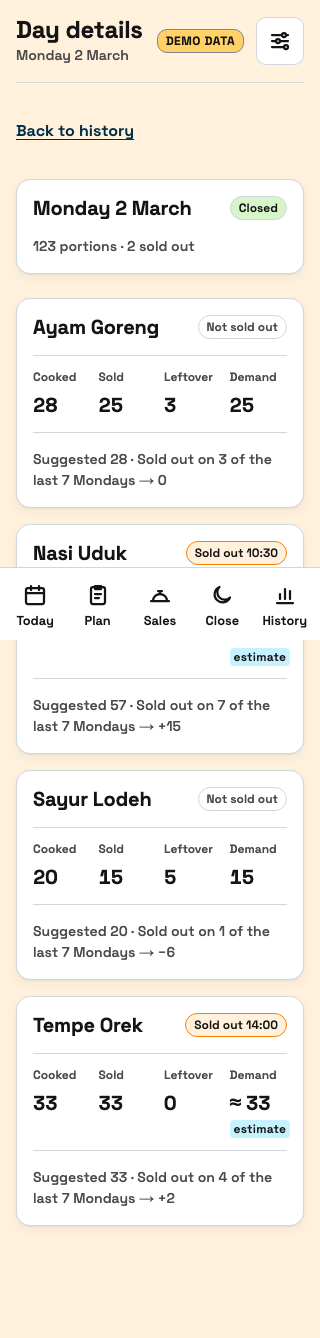 Day details
Monday 2 March
DEMO DATA
Back to history
Monday 2 March
Closed
123 portions · 2 sold out
Ayam Goreng
Not sold out
Cooked Sold Leftover Demand
28 25 3 25
Suggested 28 · Sold out on 3 of the
last 7 Mondays → 0
Nasi Uduk
Sold out 10:30
Today Plan Sales Close History
estimate
Suggested 57 · Sold out on 7 of the
last 7 Mondays → +15
Sayur Lodeh
Not sold out
Cooked Sold Leftover Demand
20 15 5 15
Suggested 20 · Sold out on 1 of the
last 7 Mondays → −6
Tempe Orek
Sold out 14:00
Cooked Sold Leftover Demand
33 33 0 ≈ 33
estimate
Suggested 33 · Sold out on 4 of the
last 7 Mondays → +2